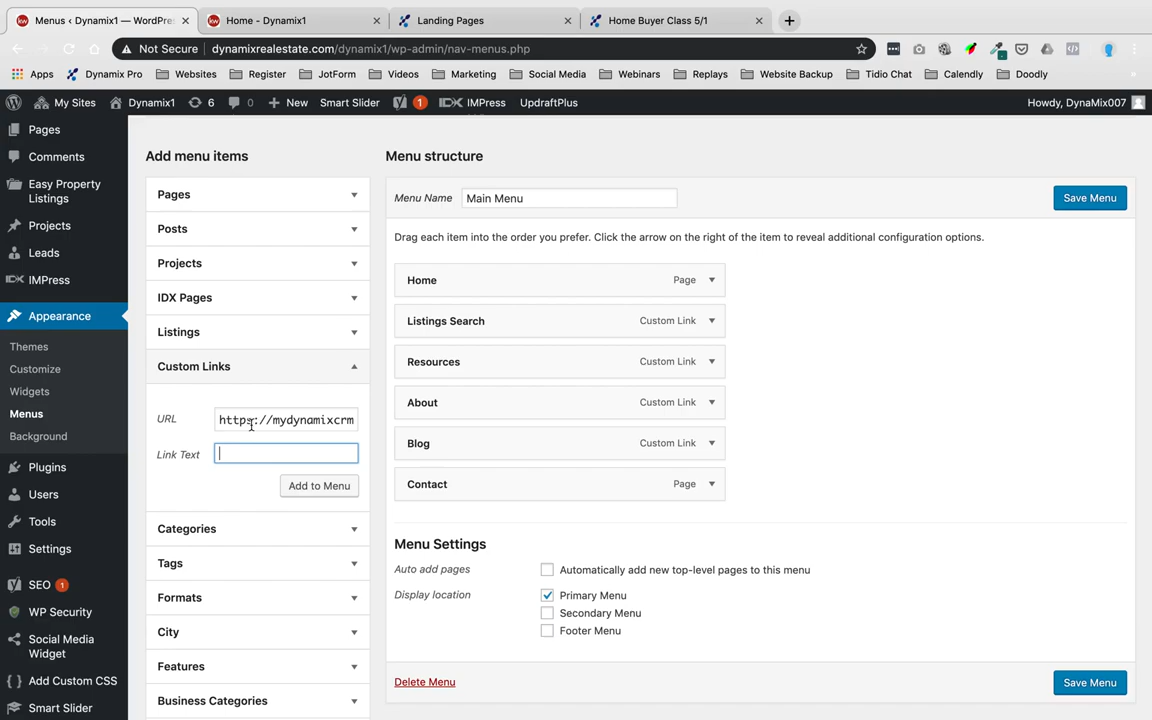 Menus ‹ Dynamix1 — WordPres
Home - Dynamix1
Landing Pages
Home Buyer Class 5/1
Not Secure
dynamixrealestate.com/dynamix1/wp-admin/nav-menus.php
Apps
Dynamix Pro
Websites
Register
JotForm
Videos
Marketing
Social Media
Webinars
Replays
Website Backup
Tidio Chat
Calendly
Doodly
My Sites
Dynamix1
6
0
New
Smart Slider
1
IMPress
UpdraftPlus
Howdy, DynaMix007
Pages
Comments
Easy Property
Listings
Projects
Leads
IMPress
Appearance
Themes
Customize
Widgets
Menus
Background
Plugins
Users
Tools
Settings
SEO 1
WP Security
Social Media
Widget
Add Custom CSS
Smart Slider
Add menu items
Pages
Posts
Projects
IDX Pages
Listings
Custom Links
URL
https://mydynamixcrm
Link Text
Add to Menu
Categories
Tags
Formats
City
Features
Business Categories
Menu structure
Menu Name
Main Menu
Save Menu
Drag each item into the order you prefer. Click the arrow on the right of the item to reveal additional configuration options.
Home
Page
Listings Search
Custom Link
Resources
Custom Link
About
Custom Link
Blog
Custom Link
Contact
Page
Menu Settings
Auto add pages
Automatically add new top-level pages to this menu
Display location
Primary Menu
Secondary Menu
Footer Menu
Delete Menu
Save Menu